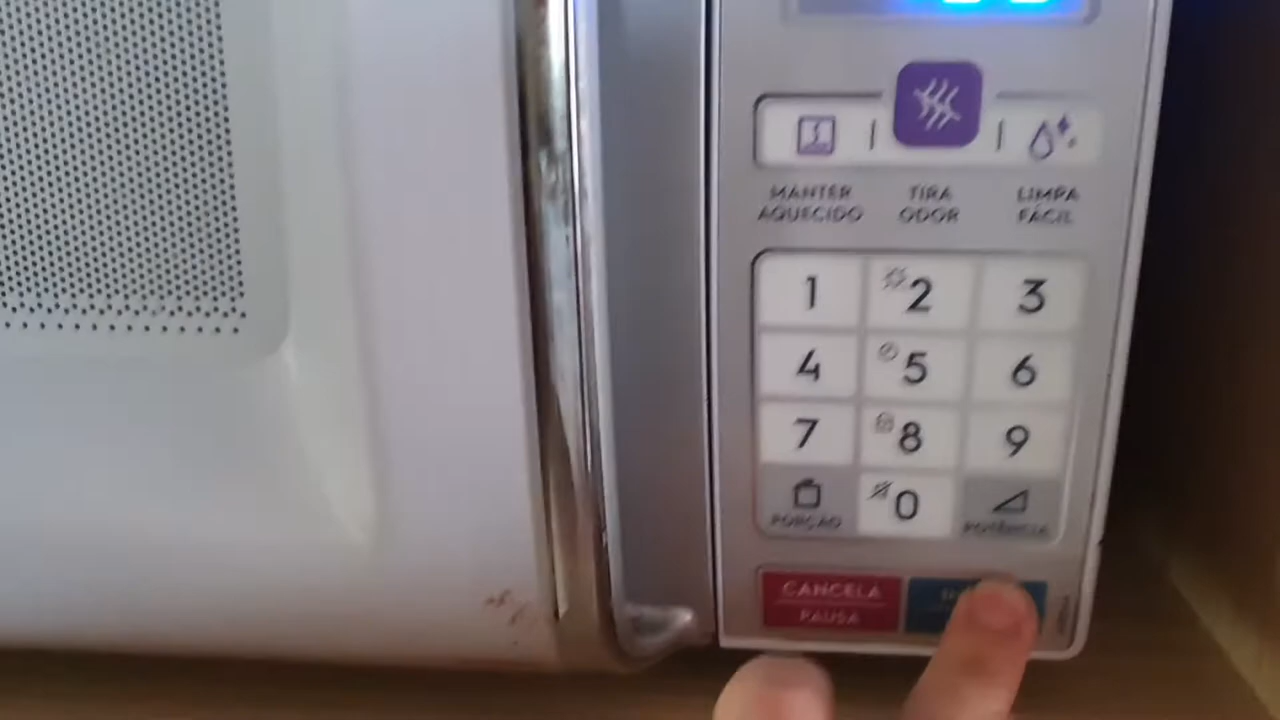 MANTER
AQUECIDO
TIRA
ODOR
LIMPA
FÁCIL
1 2 3
4 5 6
7 8 9
PORÇÃO 0 POTÊNCIA
CANCELA
PAUSA